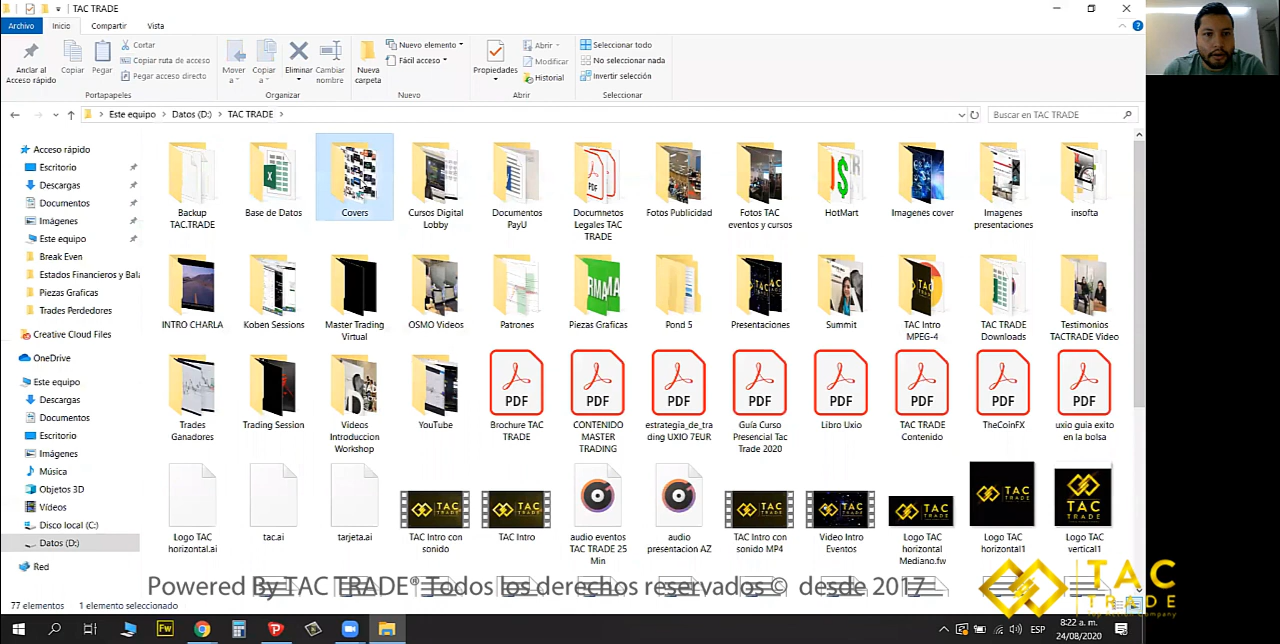 TAC TRADE
Archivo Inicio Compartir Vista
Anclar al Acceso rápido
Copiar
Pegar
Cortar
Copiar ruta de acceso
Pegar acceso directo
Portapapeles
Mover a
Copiar a
Eliminar
Cambiar nombre
Organizar
Nueva carpeta
Nuevo elemento
Fácil acceso
Nuevo
Propiedades
Abrir
Modificar
Historial
Abrir
Seleccionar todo
No seleccionar nada
Invertir selección
Seleccionar
Este equipo > Datos (D:) > TAC TRADE >
Buscar en TAC TRADE
Acceso rápido
Escritorio
Descargas
Documentos
Imágenes
Este equipo
Break Even
Estados Financieros y Bala
Piezas Graficas
Trades Perdedores
Creative Cloud Files
OneDrive
Este equipo
Descargas
Documentos
Escritorio
Imágenes
Música
Objetos 3D
Vídeos
Disco local (C:)
Datos (D:)
Red
Backup TAC.TRADE
Base de Datos
Covers
Cursos Digital Lobby
Documentos PayU
Documnetos Legales TAC TRADE
Fotos Publicidad
Fotos TAC eventos y cursos
HotMart
Imagenes cover
Imagenes presentaciones
insofta
INTRO CHARLA
Koben Sessions
Master Trading Virtual
OSMO Videos
Patrones
Piezas Graficas
Pond 5
Presentaciones
Summit
TAC Intro MPEG-4
TAC TRADE Downloads
Testimonios TACTRADE Video
Trades Ganadores
Trading Session
Videos Introduccion Workshop
YouTube
PDF
Brochure TAC TRADE
PDF
CONTENIDO MASTER TRADING
PDF
estrategia_de_tra ding UXIO 7EUR
PDF
Guía Curso Presencial Tac Trade 2020
PDF
Libro Uxio
PDF
TAC TRADE Contenido
PDF
TheCoinFX
PDF
uxio guia exito en la bolsa
Logo TAC horizontal.ai
tac.ai
tarjeta.ai
TAC Intro con sonido
TAC Intro
audio eventos TAC TRADE 25 Min
audio presentacion AZ
TAC Intro con sonido MP4
Video Intro Eventos
Logo TAC horizontal Mediano.fw
Logo TAC horizontal1
Logo TAC vertical1
Powered By TAC TRADE® Todos los derechos reservados © desde 2017
TAC
TRADE
77 elementos 1 elemento seleccionado
ESP
8:22 a. m.
24/08/2020